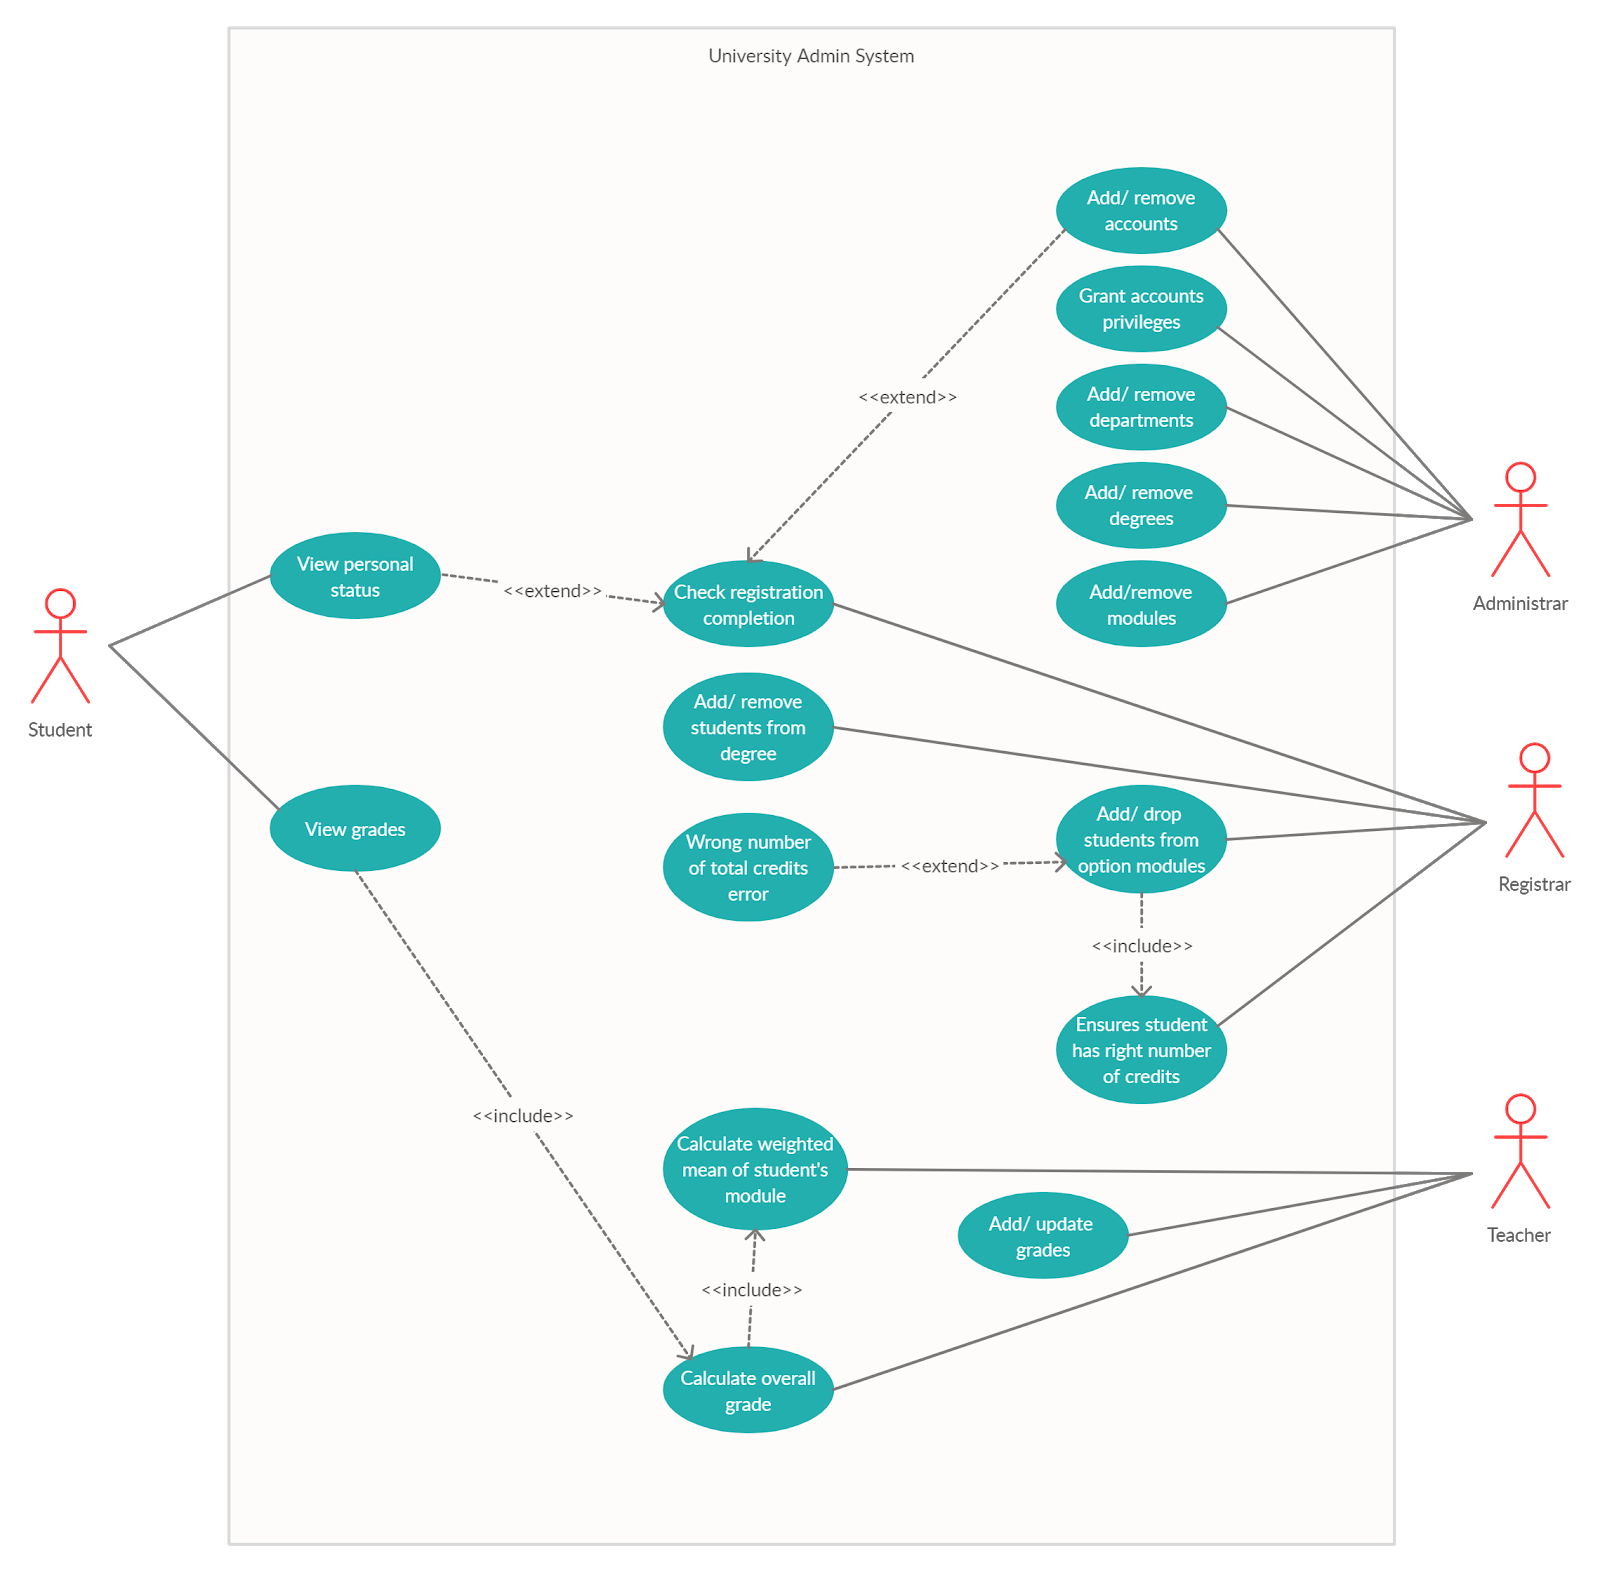 University Admin System
Add/ remove
accounts
Grant accounts
privileges
<<extend>>
Add/ remove
departments
Add/ remove
degrees
View personal
status
<<extend>>
Check registration
completion
Add/remove
modules
Administrar
Student
Add/ remove
students from
degree
View grades
Wrong number
of total credits
error
<<extend>>
Add/ drop
students from
option modules
Registrar
<<include>>
Ensures student
has right number
of credits
<<include>>
Calculate weighted
mean of student's
module
Add/ update
grades
Teacher
<<include>>
Calculate overall
grade